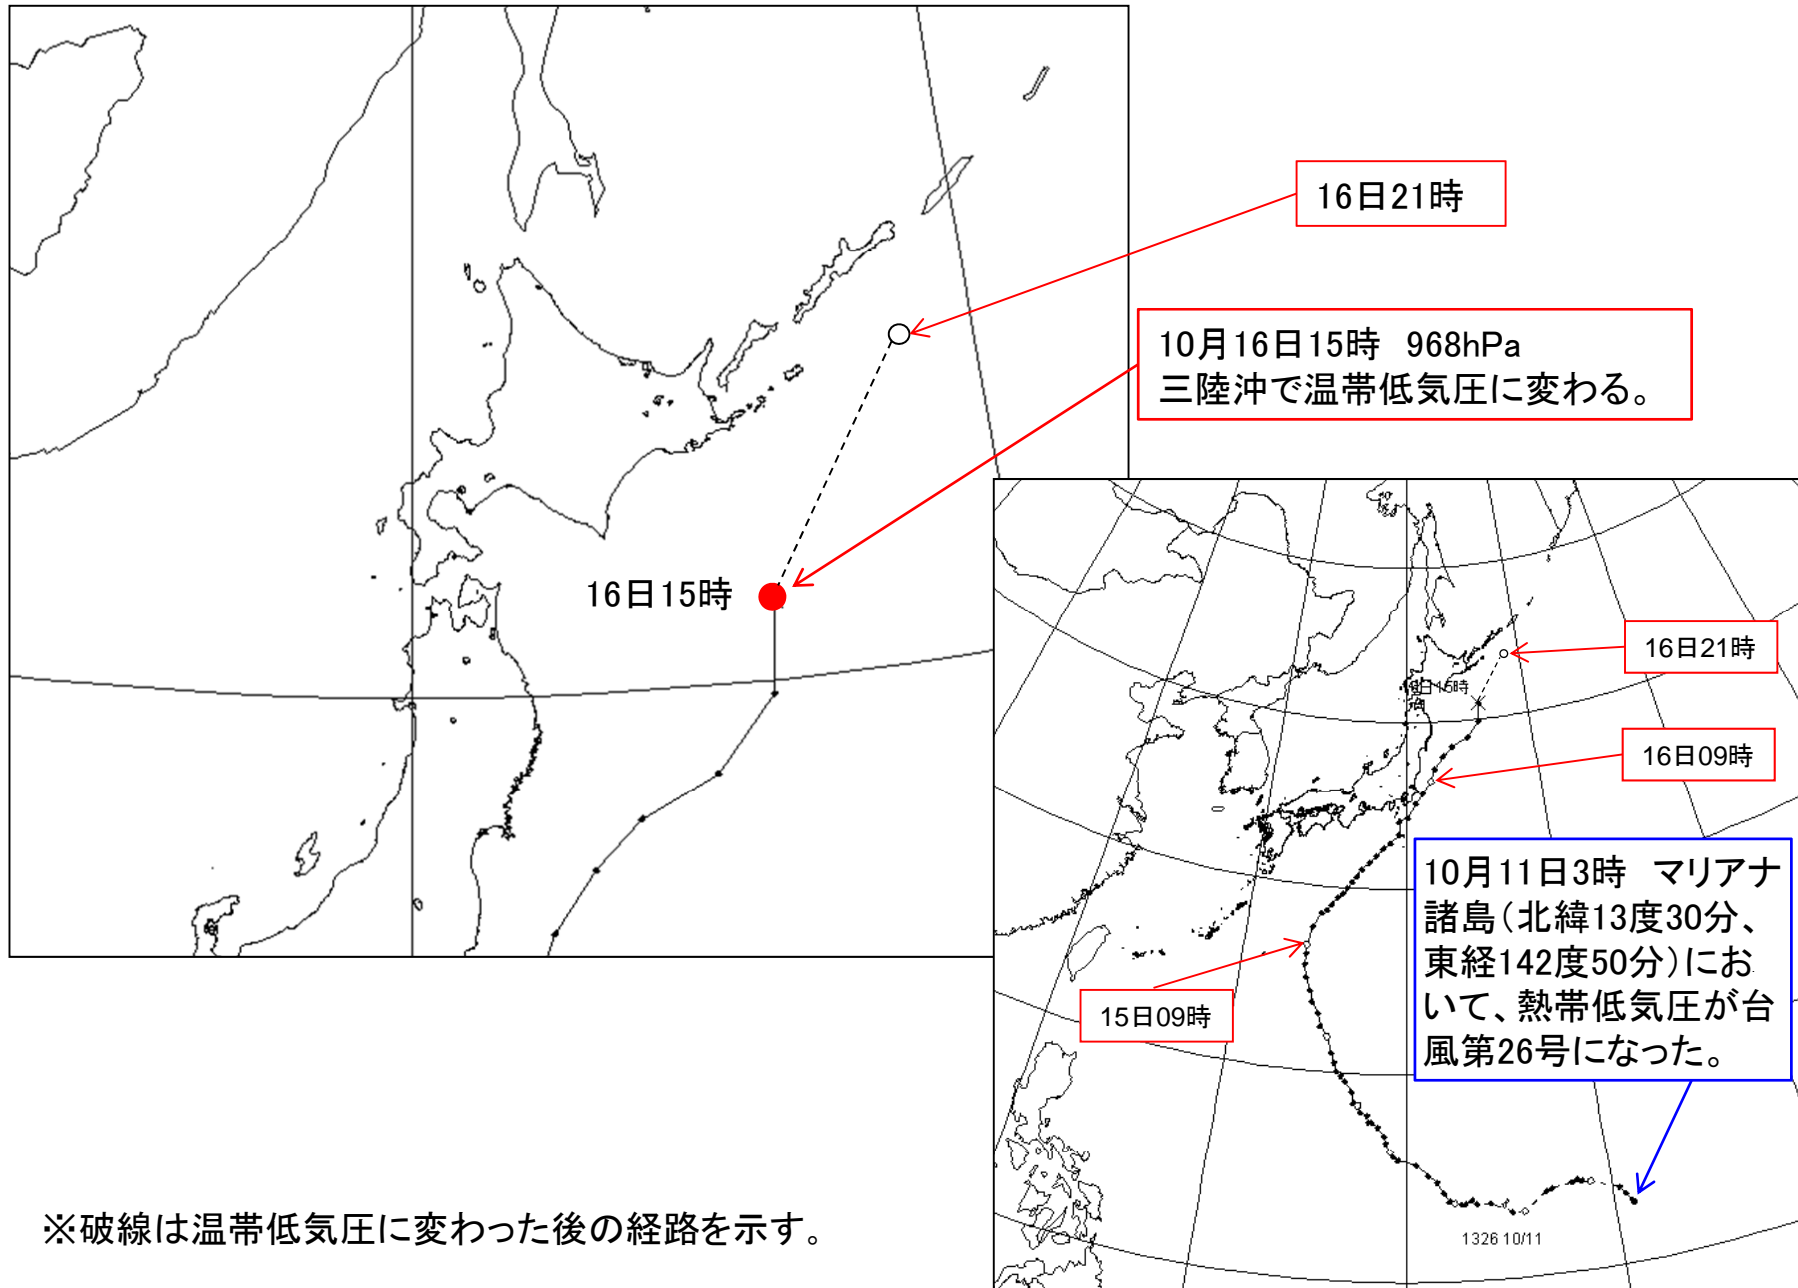 16日21時
10月16日15時　968hPa
三陸沖で温帯低気圧に変わる。
16日15時
16日21時
16日09時
10月11日3時　マリアナ
諸島（北緯13度30分、
東経142度50分）にお
いて、熱帯低気圧が台
風第26号になった。
15日09時
1326 10/11
※破線は温帯低気圧に変わった後の経路を示す。